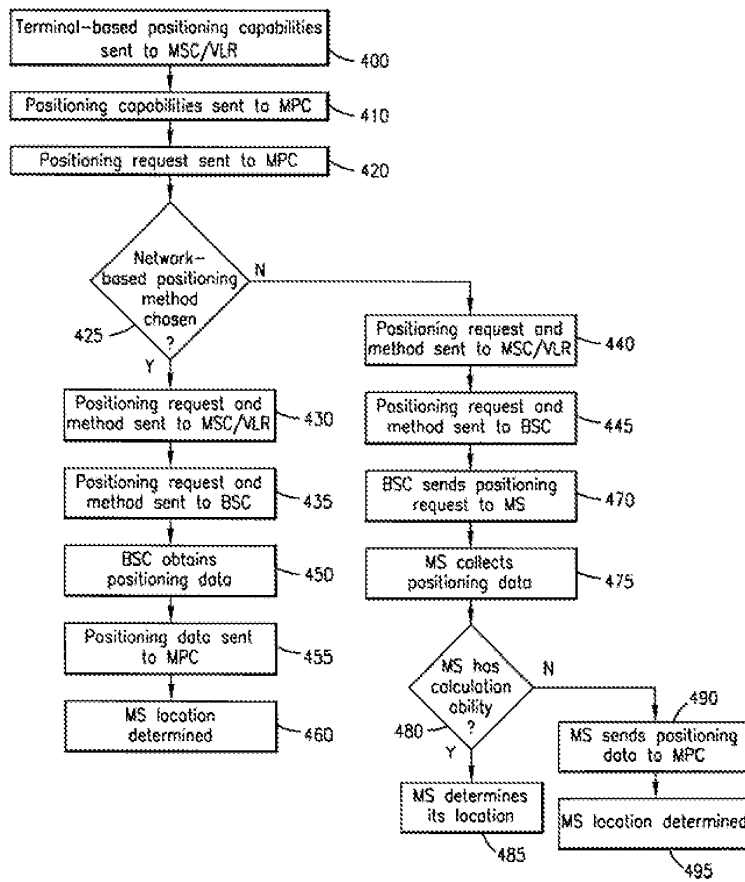 Terminal-based positioning capabilities
sent to MSC/VLR
400
Positioning capabilities sent to MPC
410
Positioning request sent to MPC
420
Network-
based positioning
method
chosen
?
425
N
Y
Positioning request and
method sent to MSC/VLR
430
Positioning request and
method sent to BSC
435
BSC obtains
positioning data
450
Positioning data sent
to MPC
455
MS location
determined
460
Positioning request and
method sent to MSC/VLR
440
Positioning request and
method sent to BSC
445
BSC sends positioning
request to MS
470
MS collects
positioning data
475
MS has
calculation
ability
?
480
N
Y
MS determines
its location
485
490
MS sends positioning
data to MPC
MS location determined
495